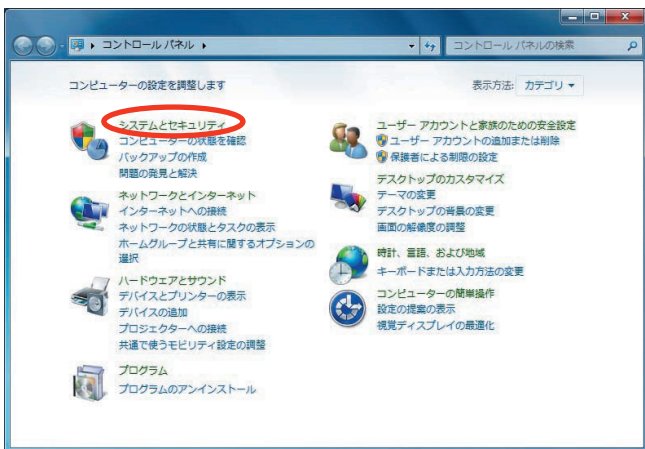 コントロール パネル
コントロール パネルの検索
コンピューターの設定を調整します
表示方法: カテゴリ
システムとセキュリティ
コンピューターの状態を確認
バックアップの作成
問題の発見と解決
ネットワークとインターネット
インターネットへの接続
ネットワークの状態とタスクの表示
ホームグループと共有に関するオプションの
選択
ハードウェアとサウンド
デバイスとプリンターの表示
デバイスの追加
プロジェクターへの接続
共通で使うモビリティ設定の調整
プログラム
プログラムのアンインストール
ユーザー アカウントと家族のための安全設定
ユーザー アカウントの追加または削除
保護者による制限の設定
デスクトップのカスタマイズ
テーマの変更
デスクトップの背景の変更
画面の解像度の調整
時計、言語、および地域
キーボードまたは入力方法の変更
コンピューターの簡単操作
設定の提案の表示
視覚ディスプレイの最適化